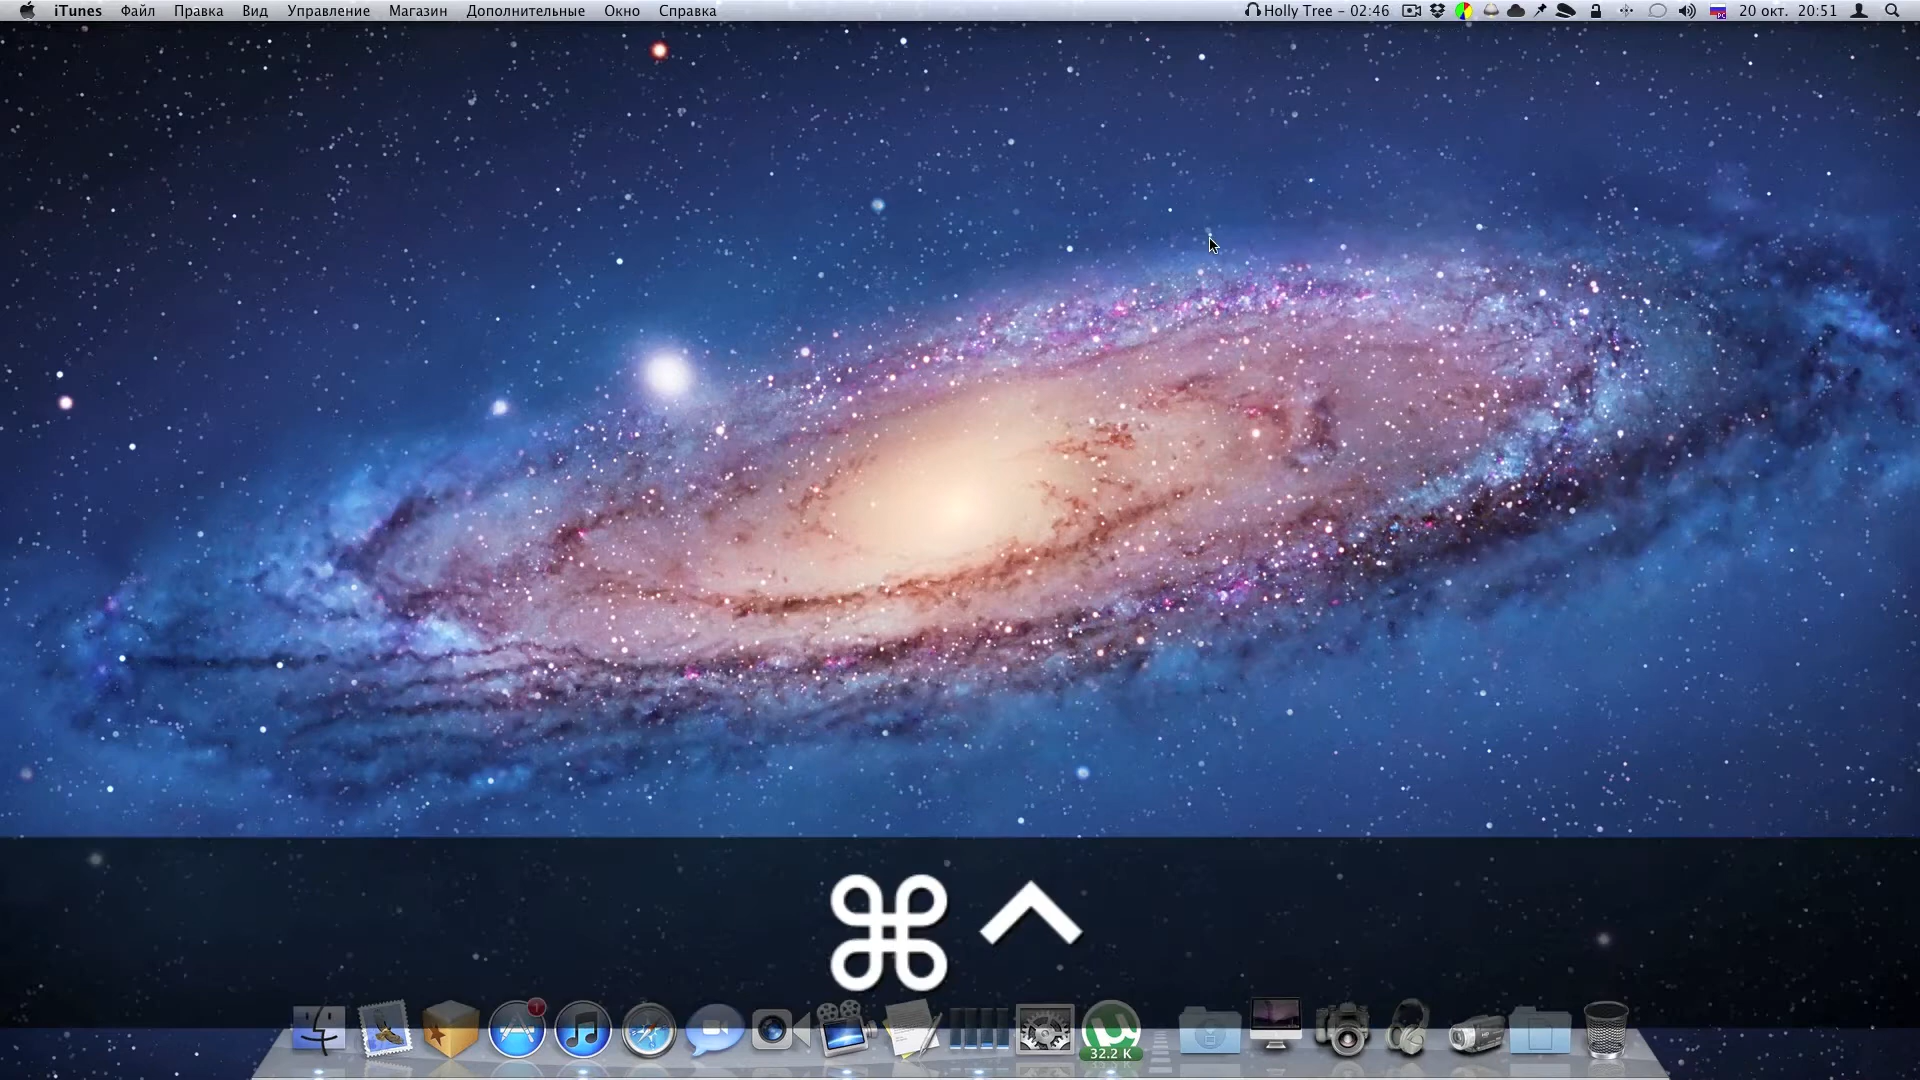 iTunes Файл Правка Вид Управление Магазин Дополнительные Окно Справка Holly Tree – 02:46 20 окт. 20:51
⌘ ^
1
32.2 K